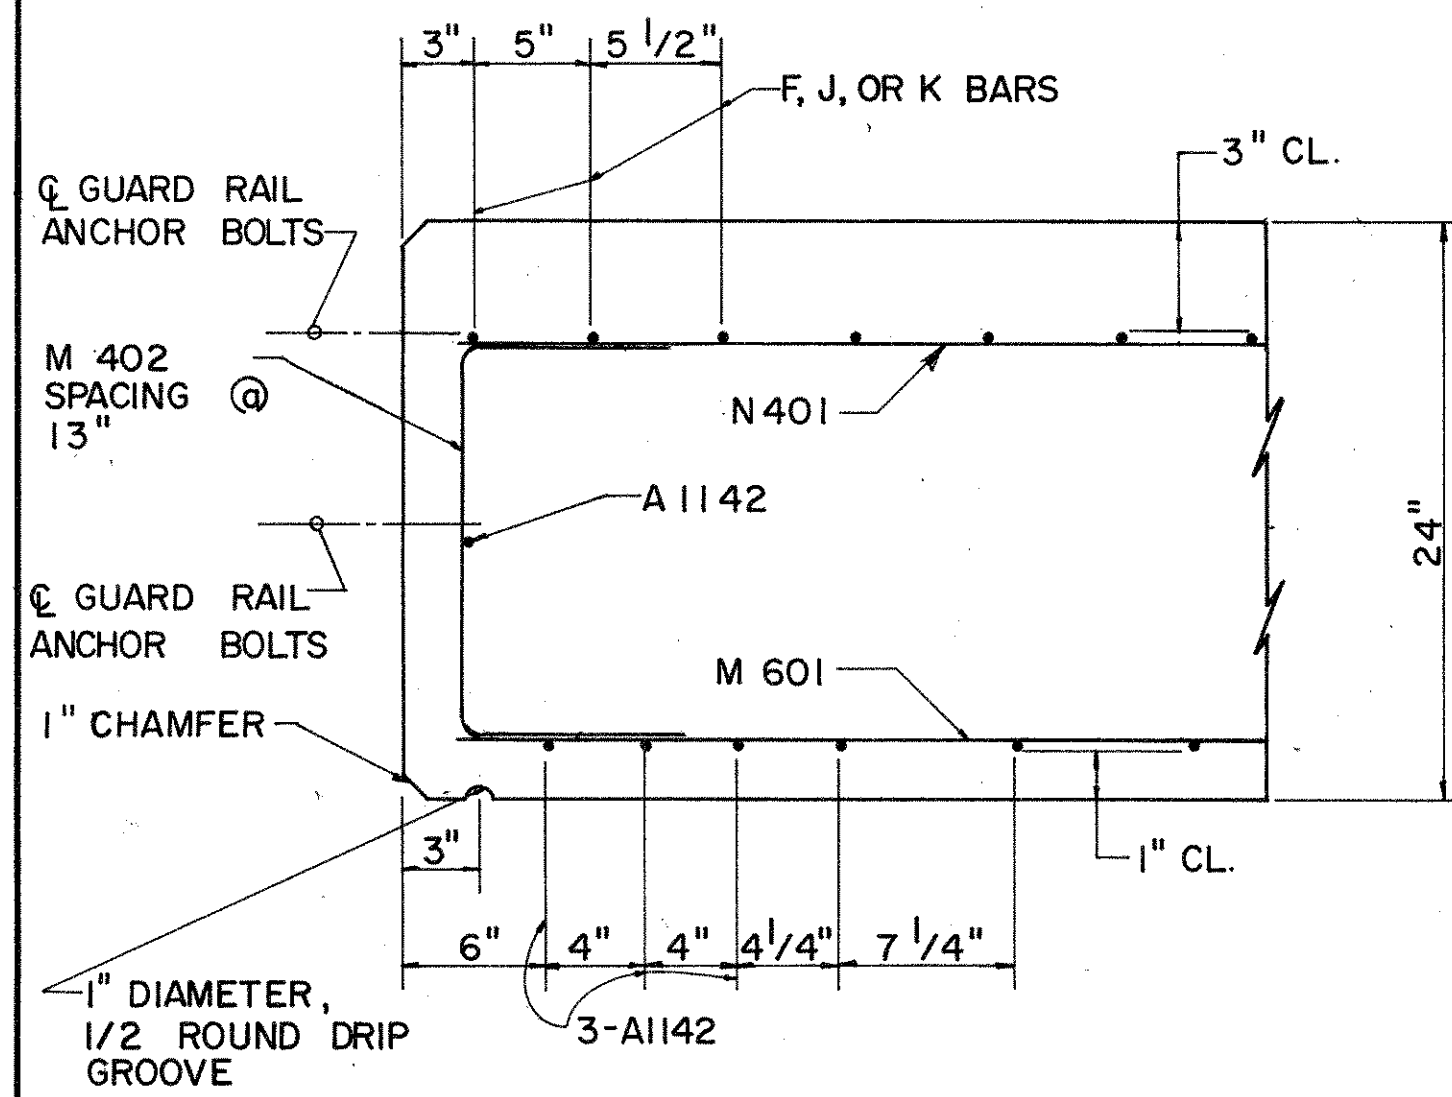 3" 5" 5 1/2"
F, J, OR K BARS
3" CL.
℄ GUARD RAIL
ANCHOR BOLTS
M 402
SPACING @
13"
N401
A 1142
24"
℄ GUARD RAIL
ANCHOR BOLTS
M 601
1" CHAMFER
3"
1" CL.
6" 4" 4" 4 1/4" 7 1/4"
1" DIAMETER,
1/2 ROUND DRIP
GROOVE
3-A1142